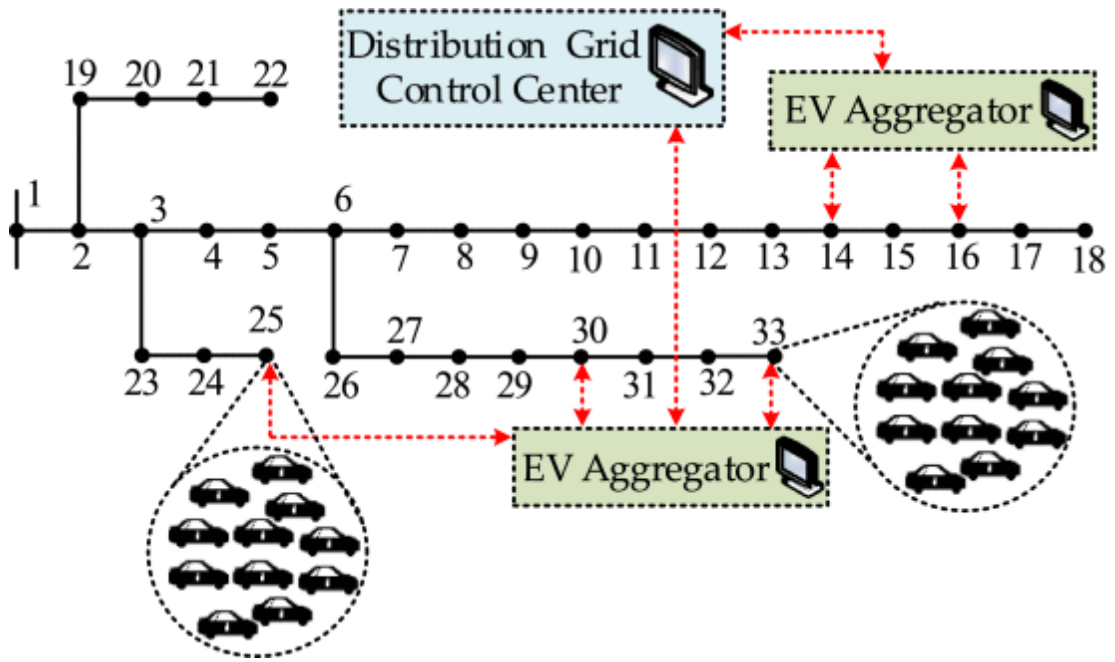 Distribution Grid
Control Center
EV Aggregator
19 20 21 22
1 3 6
2 4 5 7 8 9 10 11 12 13 14 15 16 17 18
25 27 30 33
23 24 26 28 29 31 32
EV Aggregator